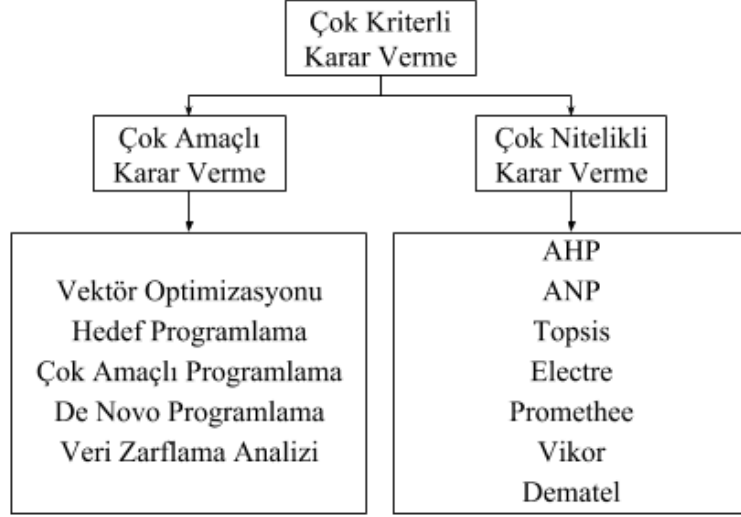 Çok Kriterli
Karar Verme
Çok Amaçlı
Karar Verme
Çok Nitelikli
Karar Verme
Vektör Optimizasyonu
Hedef Programlama
Çok Amaçlı Programlama
De Novo Programlama
Veri Zarflama Analizi
AHP
ANP
Topsis
Electre
Promethee
Vikor
Dematel